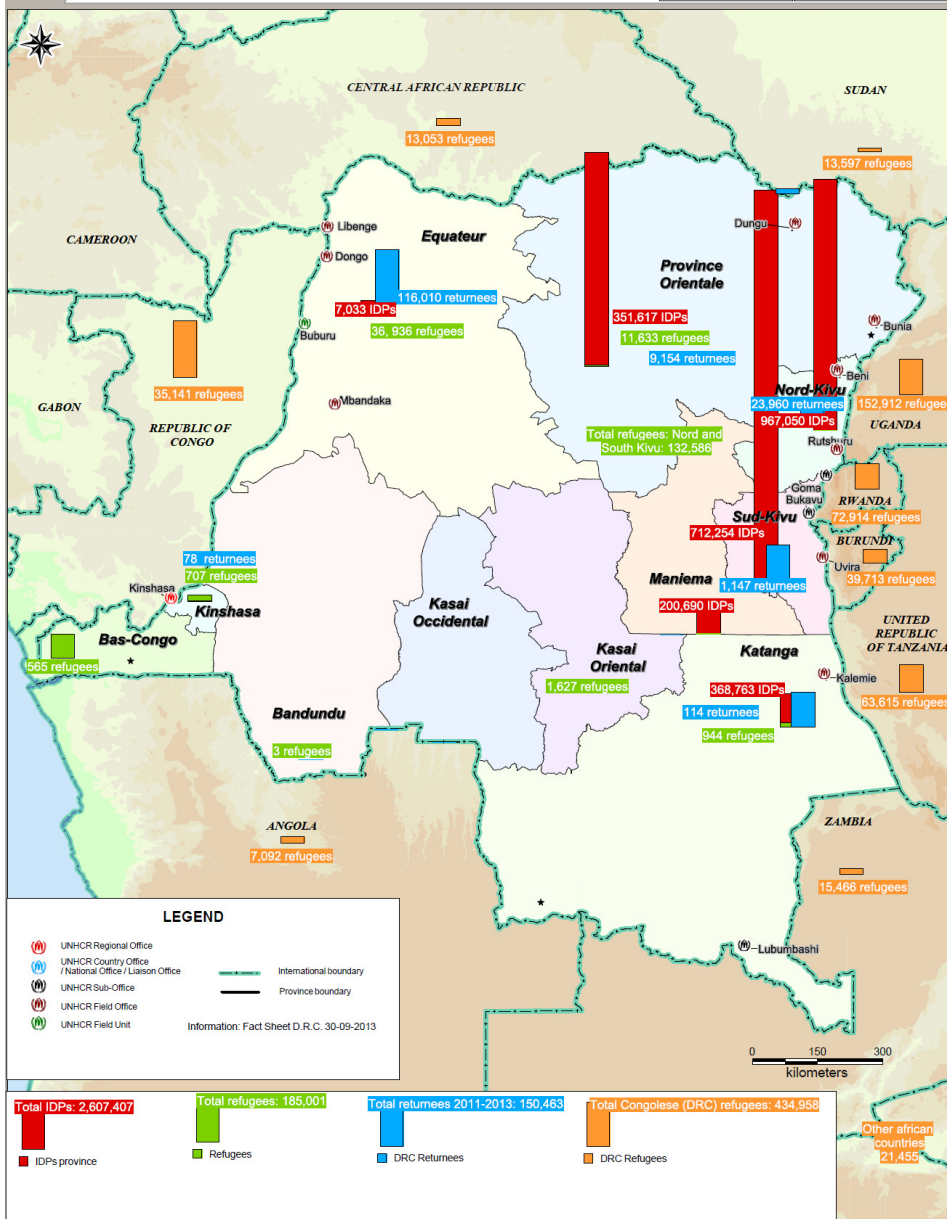 CENTRAL AFRICAN REPUBLIC
SUDAN
13,053 refugees
13,597 refugees
Dungu
Libenge
Equateur
CAMEROON
Dongo
Province
Orientale
116,010 returnees
7,033 IDPs
351,617 IDPs
36, 936 refugees
11,633 refugees
Buburu
Bunia
9,154 returnees
Beni
Nord-Kivu
35,141 refugees
152,912 refugee
23,960 returnees
Mbandaka
GABON
967,050 IDPs
UGANDA
REPUBLIC OF
CONGO
Total refugees: Nord and
South Kivu: 132,586
Rutshuru
Goma
Bukavu
RWANDA
72,914 refugees
Sud-Kivu
712,254 IDPs
BURUNDI
78 returnees
Uvira
707 refugees
39,713 refugees
1,147 returnees
Maniema
Kinshasa
Kinshasa
Kasai
Occidental
200,690 IDPs
UNITED
REPUBLIC
OF TANZANIA
Bas-Congo
Kasai
Oriental
Katanga
565 refugees
Kalemie
1,627 refugees
368,763 IDPs
63,615 refugees
Bandundu
114 returnees
944 refugees
3 refugees
ANGOLA
ZAMBIA
7,092 refugees
15,466 refugees
LEGEND
UNHCR Regional Office
UNHCR Country Office
/ National Office / Liaison Office
UNHCR Sub-Office
UNHCR Field Office
UNHCR Field Unit
International boundary
Province boundary
Information: Fact Sheet D.R.C. 30-09-2013
Lubumbashi
0 150 300
kilometers
Total IDPs: 2,607,407
IDPs province
Total refugees: 185,001
Refugees
Total returnees 2011-2013: 150,463
DRC Returnees
Total Congolese (DRC) refugees: 434,958
DRC Refugees
Other african
countries
21,455